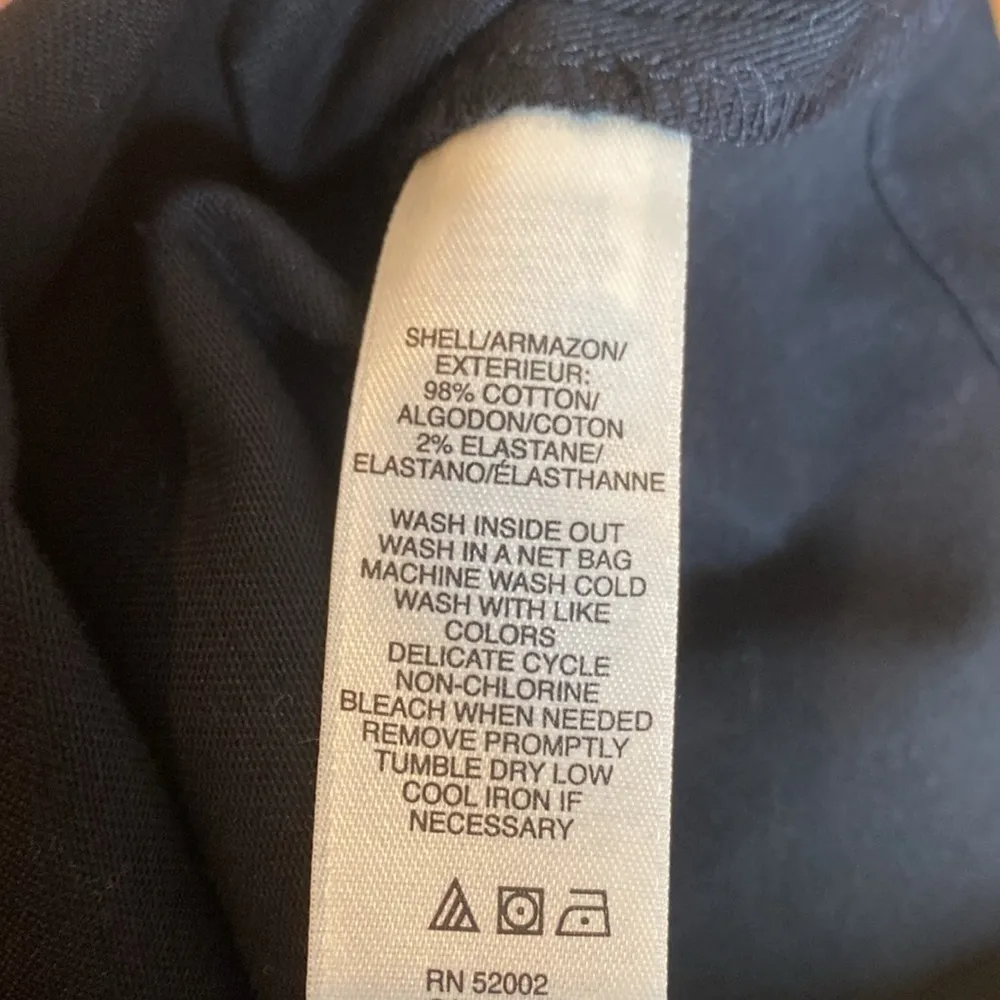 SHELL/ARMAZON/
EXTERIEUR:
98% COTTON/
ALGODON/COTON
2% ELASTANE/
ELASTANO/ÉLASTHANNE
WASH INSIDE OUT
WASH IN A NET BAG
MACHINE WASH COLD
WASH WITH LIKE
COLORS
DELICATE CYCLE
NON-CHLORINE
BLEACH WHEN NEEDED
REMOVE PROMPTLY
TUMBLE DRY LOW
COOL IRON IF
NECESSARY
RN 52002